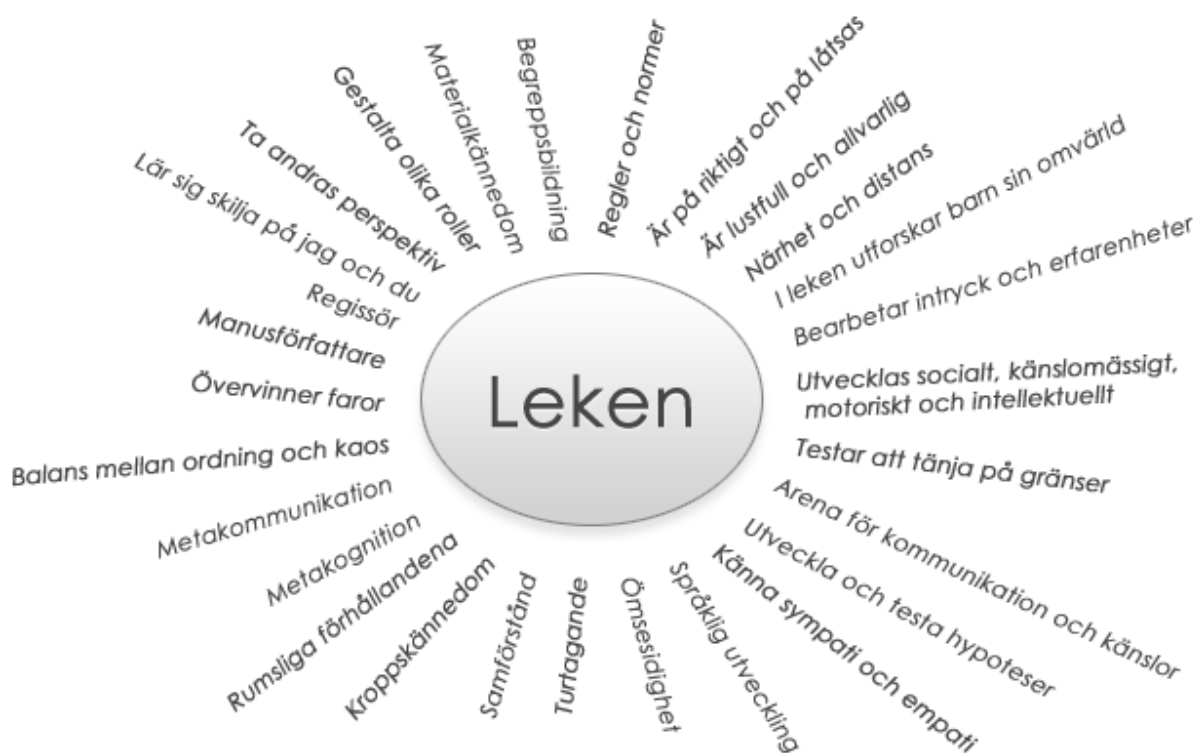 Leken
Regler och normer
Är på riktigt och på låtsas
Är lustfull och allvarlig
Närhet och distans
I leken utforskar barn sin omvärld
Bearbetar intryck och erfarenheter
Utvecklas socialt, känslomässigt,
motoriskt och intellektuellt
Testar att tänja på gränser
Arena för kommunikation och känslor
Utveckla och testa hypoteser
Känna sympati och empati
Språklig utveckling
Ömsesidighet
Turtagande
Samförstånd
Kroppskännedom
Rumsliga förhållandena
Metakognition
Metakommunikation
Balans mellan ordning och kaos
Övervinner faror
Manusförfattare
Regissör
Lär sig skilja på jag och du
Ta andras perspektiv
Gestalta olika roller
Materialkännedom
Begreppsbildning